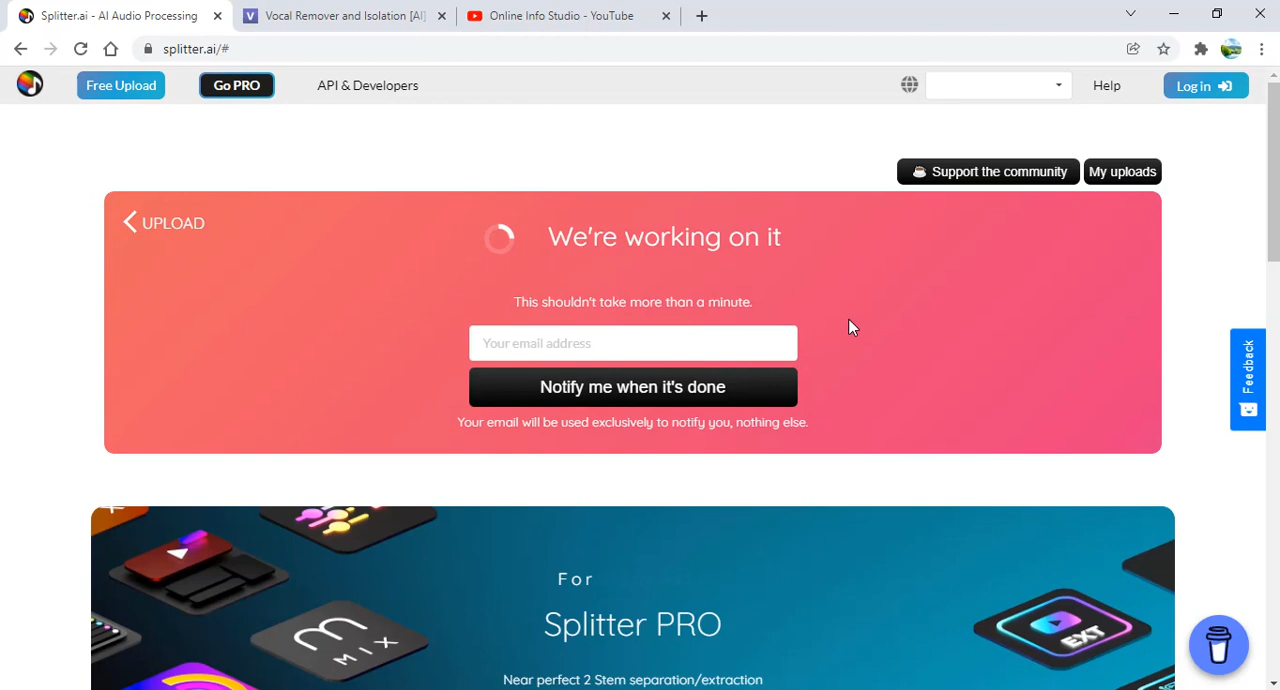 Splitter.ai - AI Audio Processing
Vocal Remover and Isolation [AI]
Online Info Studio - YouTube
splitter.ai/#
Free Upload
Go PRO
API & Developers
Help
Log in
Support the community
My uploads
UPLOAD
We're working on it
This shouldn't take more than a minute.
Your email address
Notify me when it's done
Your email will be used exclusively to notify you, nothing else.
Feedback
For
Splitter PRO
MIX
EXT
Near perfect 2 Stem separation/extraction